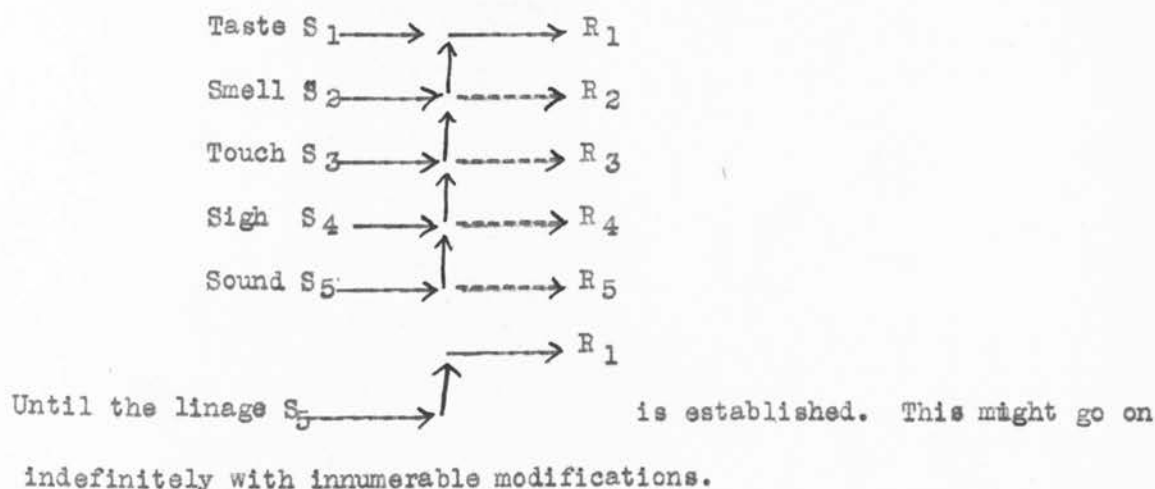 Taste S1 R1
Smell S2 R2
Touch S3 R3
Sigh S4 R4
Sound S5 R5
R1
Until the linage S5 is established. This might go on
indefinitely with innumerable modifications.